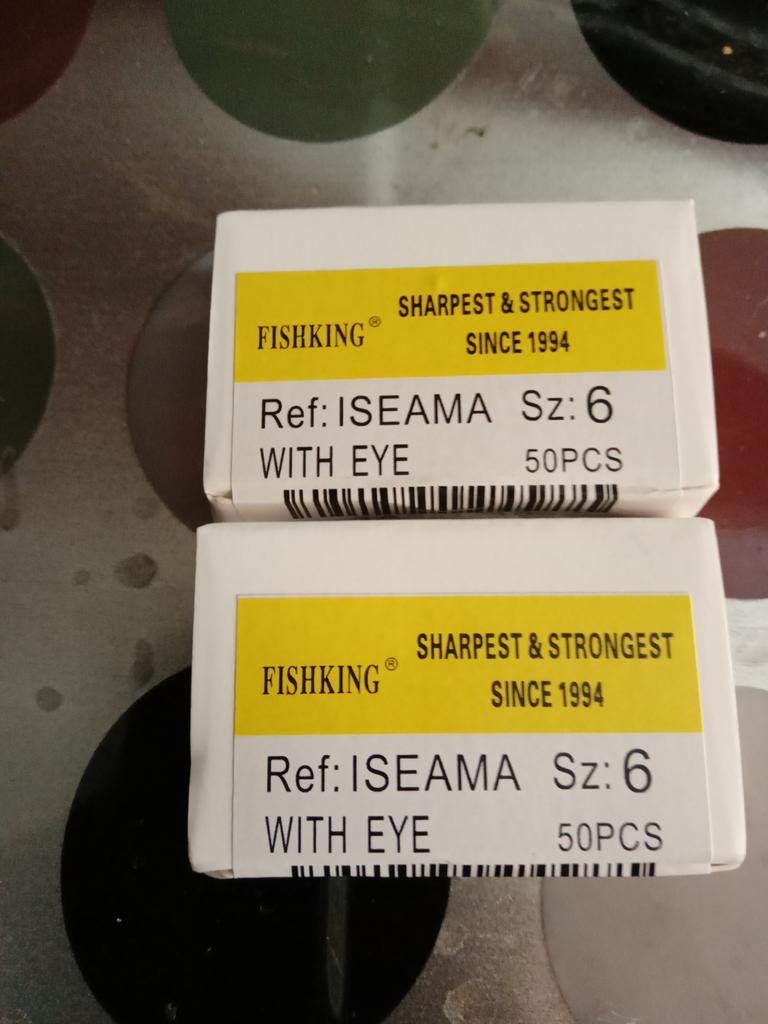 FISHKING®
SHARPEST & STRONGEST
SINCE 1994
Ref: ISEAMA Sz: 6
WITH EYE 50PCS
FISHKING®
SHARPEST & STRONGEST
SINCE 1994
Ref: ISEAMA Sz: 6
WITH EYE 50PCS